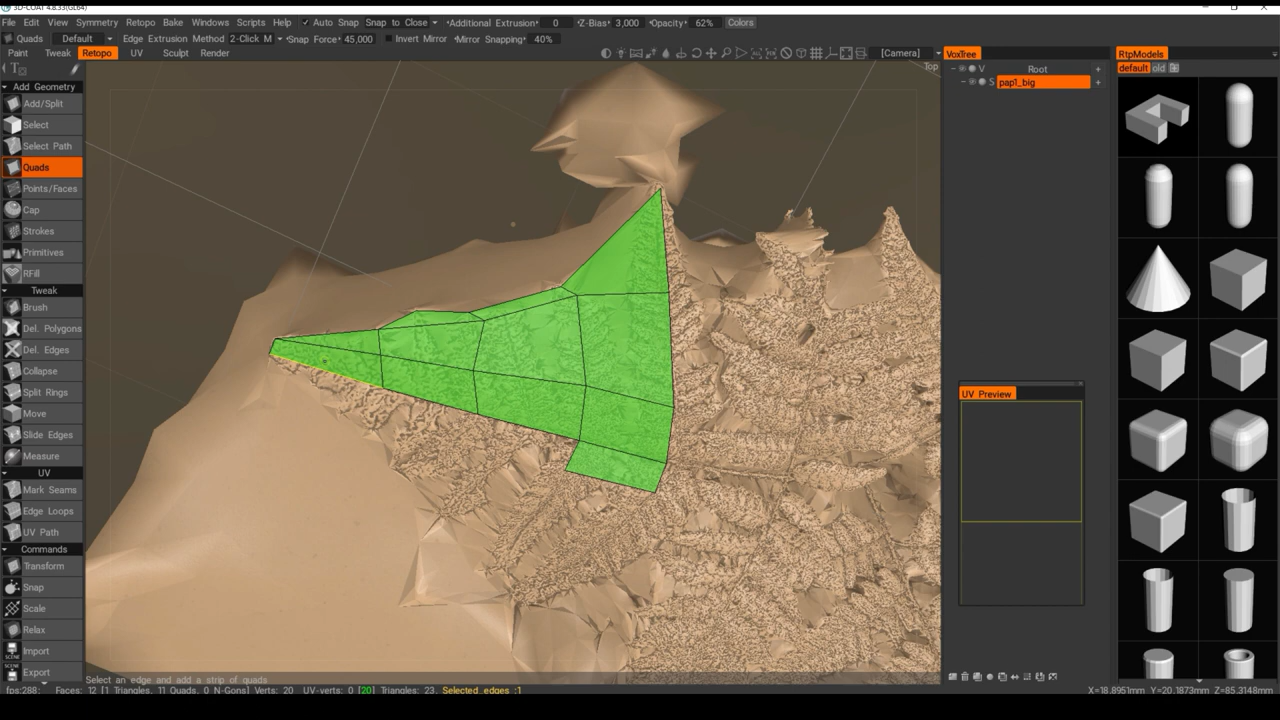 3D-COAT 4.8.33(GL64)
File Edit View Symmetry Retopo Bake Windows Scripts Help Auto Snap Snap to Close Additional Extrusion 0 Z-Bias 3,000 Opacity 62% Colors
Quads Default Edge Extrusion Method 2-Click M Snap Force 45,000 Invert Mirror Mirror Snapping 40%
Paint Tweak Retopo UV Sculpt Render [Camera] VoxTree RtpModels
Top
V Root +
default old
S pap1_big +
Add Geometry
Add/Split
Select
Select Path
Quads
Points/Faces
Cap
Strokes
Primitives
RFill
Tweak
Brush
Del. Polygons
Del. Edges
Collapse
Split Rings
Move
Slide Edges
Measure
UV
Mark Seams
Edge Loops
UV Path
Commands
Transform
Snap
Scale
Relax
Import
Export
UV Preview
Select an edge and add a strip of quads
fps:288: Faces: 12 [1 Triangles, 11 Quads, 0 N-Gons] Verts: 20 UV-verts: 0 [20] Triangles: 23, Selected edges :1
X=18.8951mm Y=20.1873mm Z=85.3148mm